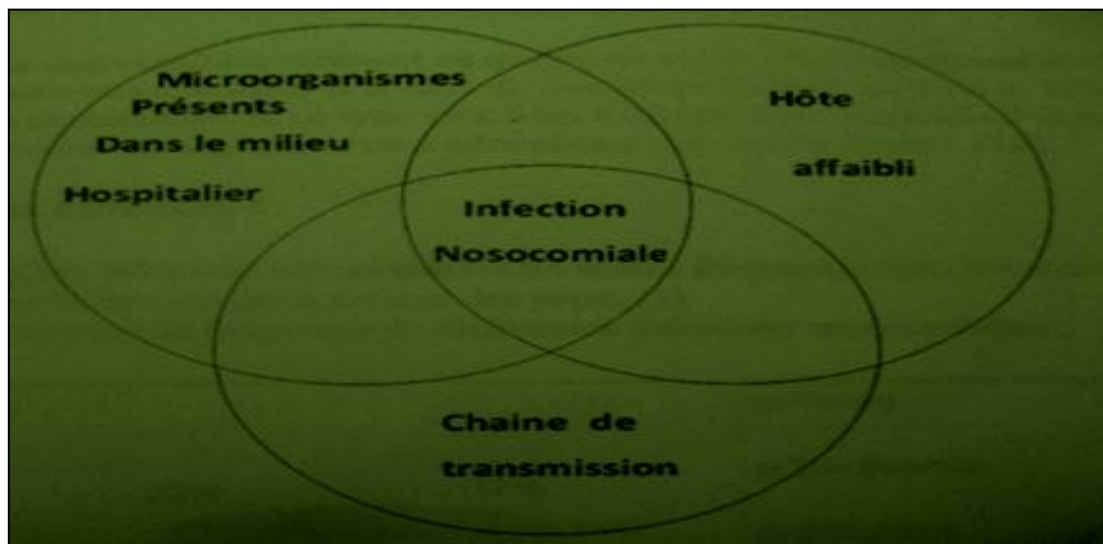 Microorganismes
Présents
Dans le milieu
Hospitalier
Hôte
affaibli
Infection
Nosocomiale
Chaine de
transmission